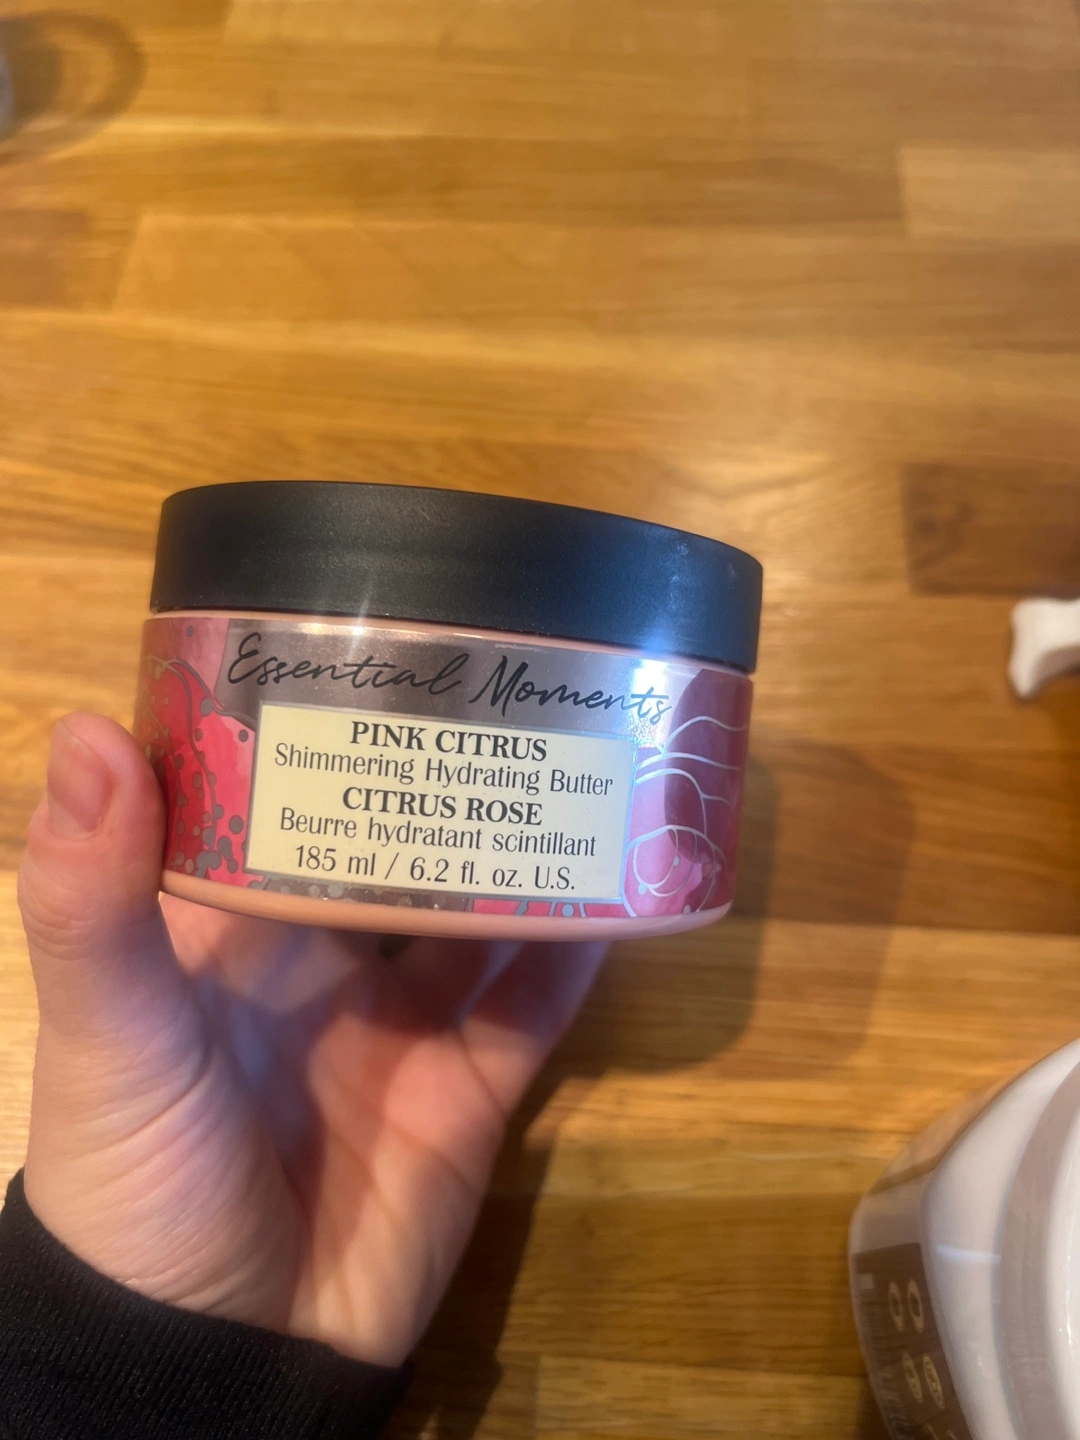 Essential Moments
PINK CITRUS
Shimmering Hydrating Butter
CITRUS ROSE
Beurre hydratant scintillant
185 ml / 6.2 fl. oz. U.S.